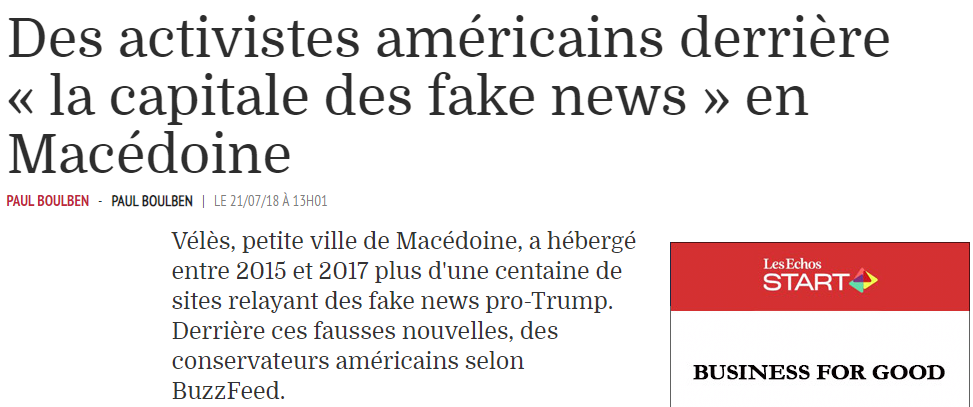 Des activistes américains derrière
« la capitale des fake news » en
Macédoine
PAUL BOULBEN - PAUL BOULBEN | LE 21/07/18 À 13H01
Vélès, petite ville de Macédoine, a hébergé
entre 2015 et 2017 plus d'une centaine de
sites relayant des fake news pro-Trump.
Derrière ces fausses nouvelles, des
conservateurs américains selon
BuzzFeed.
LesEchos
START
BUSINESS FOR GOOD